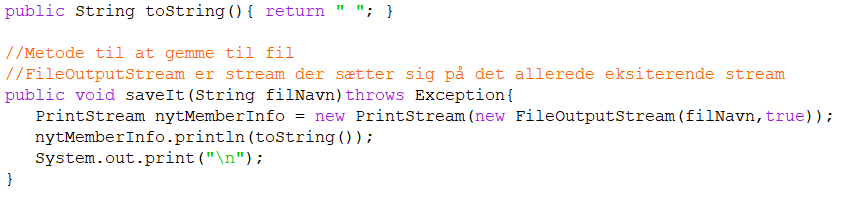 public String toString(){ return " "; }
//Metode til at gemme til fil
//FileOutputStream er stream der sætter sig på det allerede eksiterende stream
public void saveIt(String filNavn)throws Exception{
PrintStream nytMemberInfo = new PrintStream(new FileOutputStream(filNavn,true));
nytMemberInfo.println(toString());
System.out.print("\n");
}